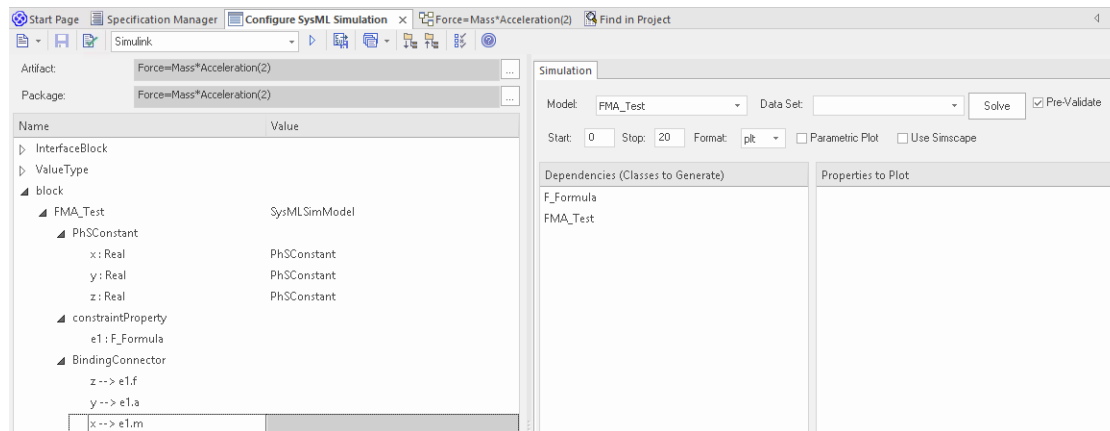 Start Page Specification Manager Configure SysML Simulation × Force=Mass*Acceleration(2) Find in Project
Simulink
Artifact: Force=Mass*Acceleration(2) ...
Package: Force=Mass*Acceleration(2) ...
Name Value
InterfaceBlock
ValueType
block
FMA_Test SysMLSimModel
PhSConstant
x : Real PhSConstant
y : Real PhSConstant
z : Real PhSConstant
constraintProperty
e1 : F_Formula
BindingConnector
z --> e1.f
y --> e1.a
x --> e1.m
Simulation
Model: FMA_Test Data Set: Solve Pre-Validate
Start: 0 Stop: 20 Format: plt Parametric Plot Use Simscape
Dependencies (Classes to Generate) Properties to Plot
F_Formula
FMA_Test